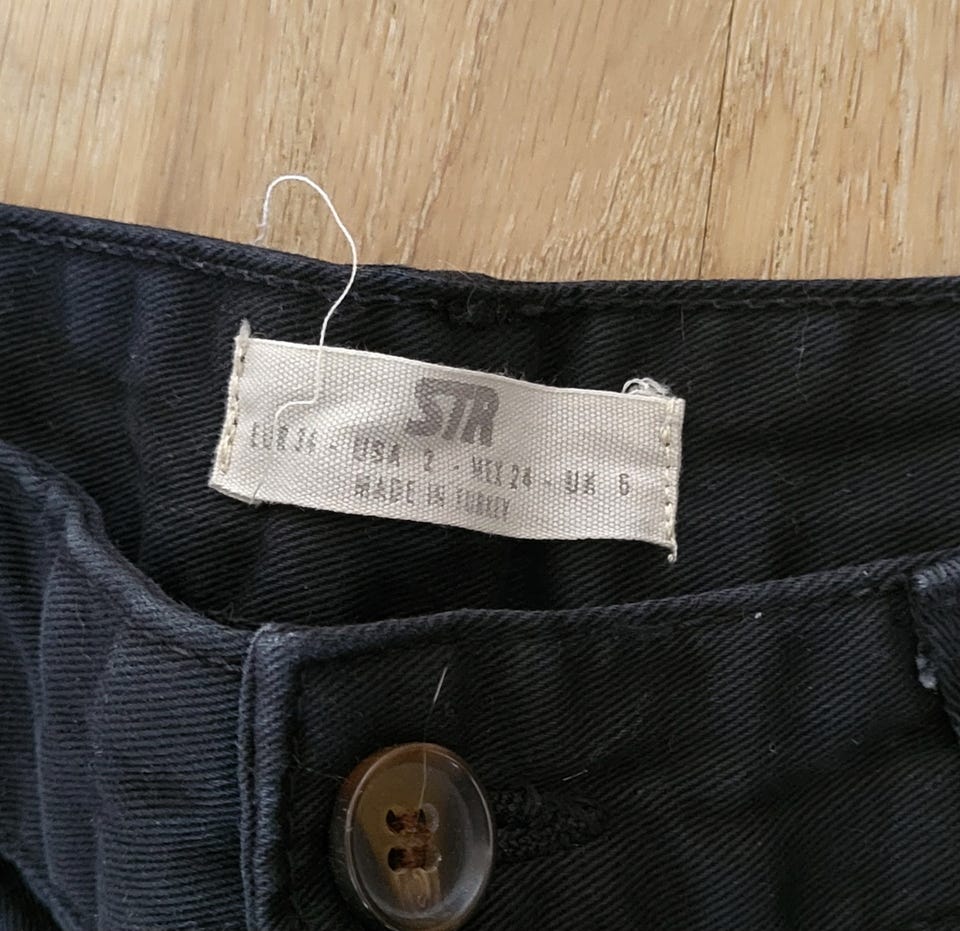 STR
EUR 34 - USA 2 - MEX 24 - UK 6
MADE IN TURKEY